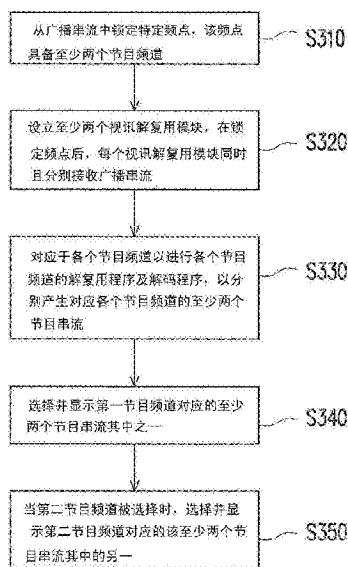 从广播串流中锁定特定频点，该频点
具备至少两个节目频道
S310
设立至少两个视讯解复用模块，在锁
定频点后，每个视讯解复用模块同时
且分别接收广播串流
S320
对应于各个节目频道以进行各个节目
频道的解复用程序及解码程序，以分
别产生对应各个节目频道的至少两个
节目串流
S330
选择并显示第一节目频道对应的至少
两个节目串流其中之一
S340
当第二节目频道被选择时，选择并显
示第二节目频道对应的该至少两个节
目串流其中的另一
S350